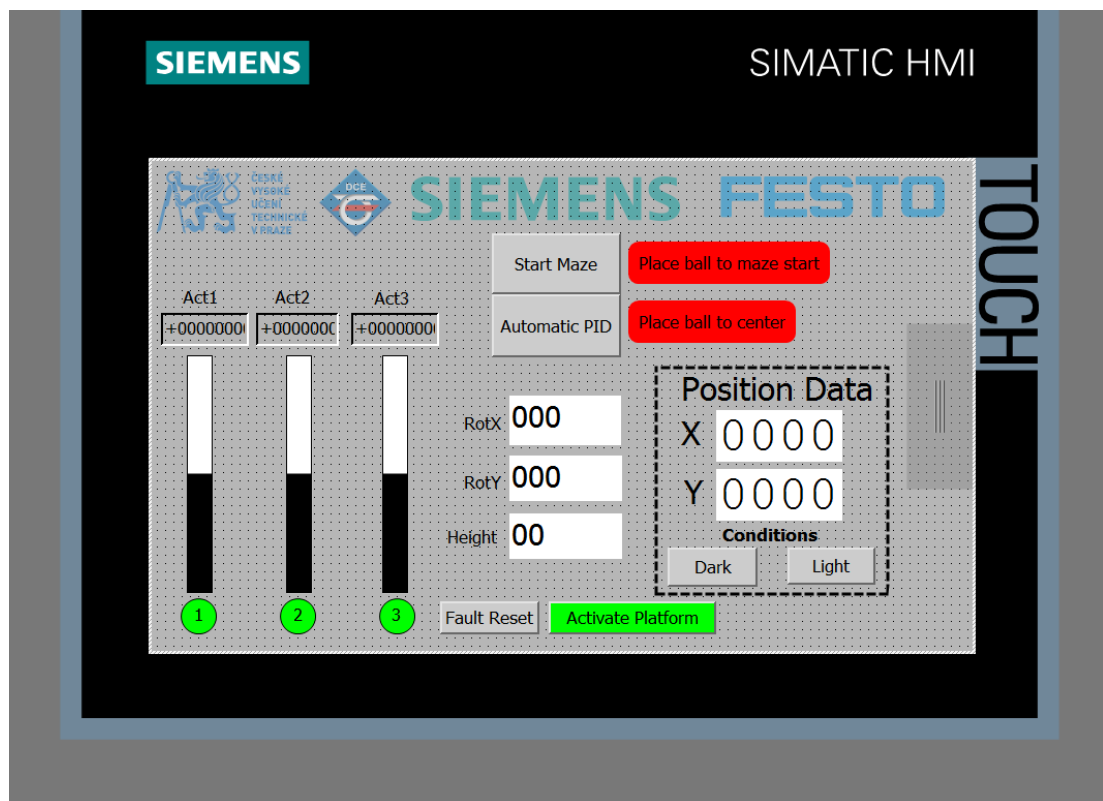 SIEMENS
SIMATIC HMI
TOUCH
ČESKÉ
VYSOKÉ
UČENÍ
TECHNICKÉ
V PRAZE
DCE
SIEMENS
FESTO
Start Maze
Place ball to maze start
Automatic PID
Place ball to center
Act1 Act2 Act3
+0000000 +0000000 +0000000
RotX 000
RotY 000
Height 00
Position Data
X 0000
Y 0000
Conditions
Dark Light
1 2 3
Fault Reset Activate Platform